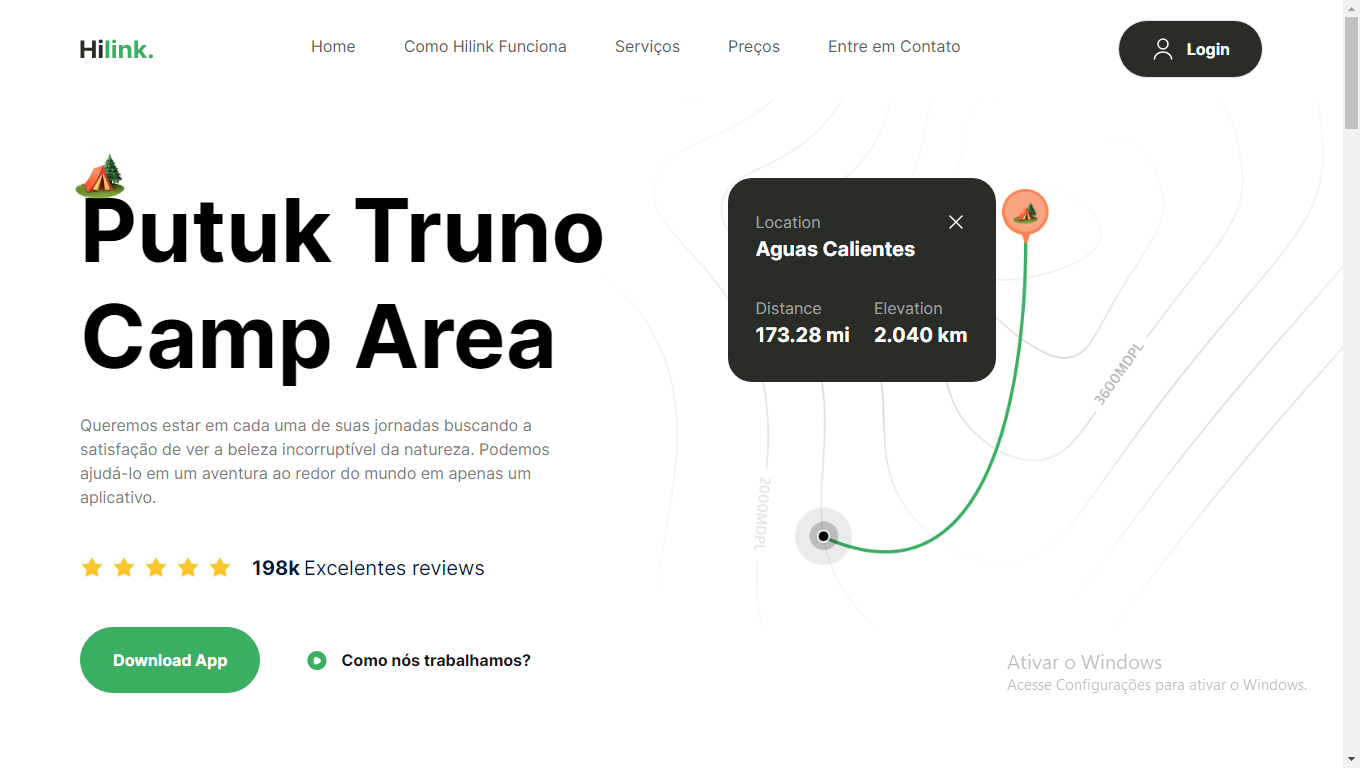 Hilink.
Home
Como Hilink Funciona
Serviços
Preços
Entre em Contato
Login
Putuk Truno
Camp Area
Queremos estar em cada uma de suas jornadas buscando a
satisfação de ver a beleza incorruptível da natureza. Podemos
ajudá-lo em um aventura ao redor do mundo em apenas um
aplicativo.
198k Excelentes reviews
Download App
Como nós trabalhamos?
Location
Aguas Calientes
Distance
173.28 mi
Elevation
2.040 km
3600MDPL
2000MDPL
Ativar o Windows
Acesse Configurações para ativar o Windows.